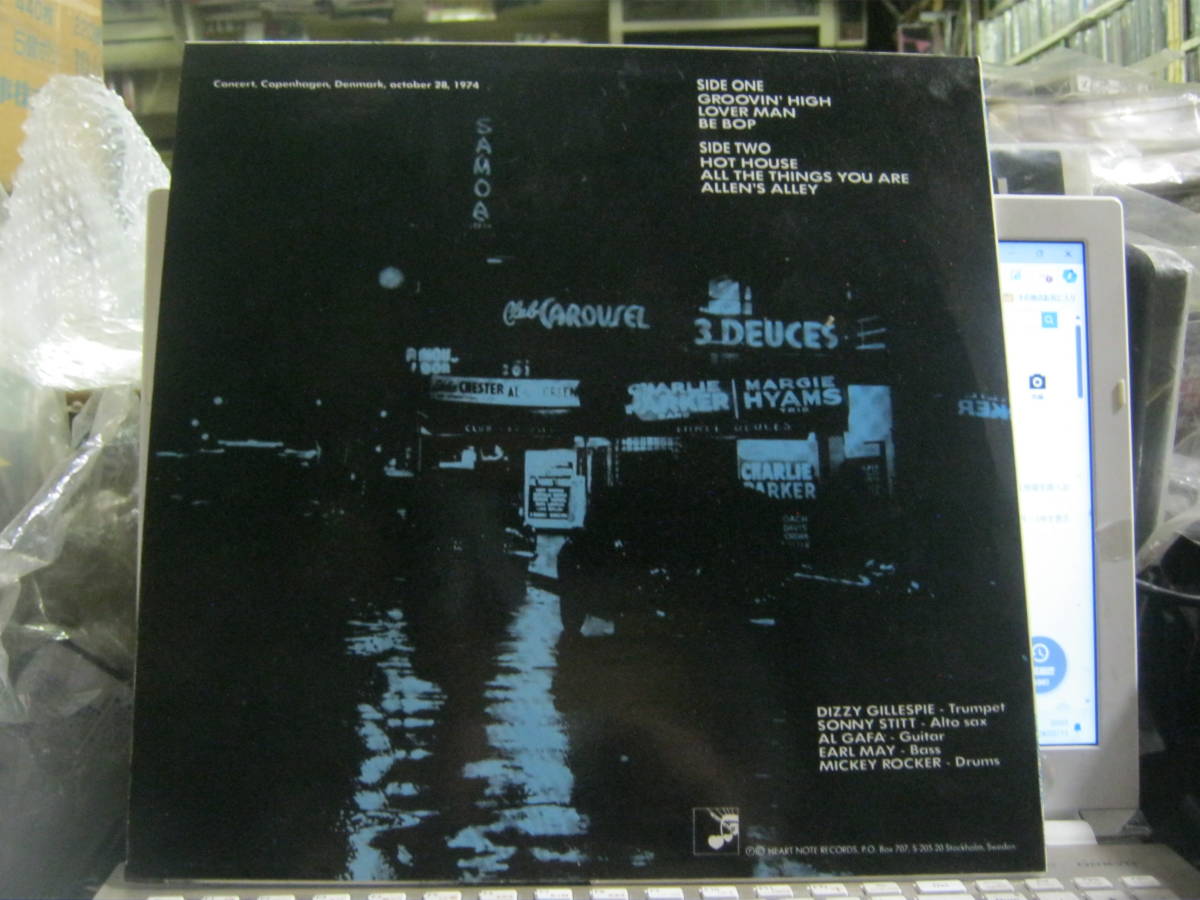 Concert, Copenhagen, Denmark, october 28, 1974
SIDE ONE
GROOVIN' HIGH
LOVER MAN
BE BOP
SIDE TWO
HOT HOUSE
ALL THE THINGS YOU ARE
ALLEN'S ALLEY
SAMOA
Club CAROUSEL
3 DEUCES
CHESTER
CHARLIE PARKER
MARGIE HYAMS
TRIO
CHARLIE
PARKER
DIZZY GILLESPIE - Trumpet
SONNY STITT - Alto sax
AL GAFA - Guitar
EARL MAY - Bass
MICKEY ROCKER - Drums
HEART NOTE RECORDS, P.O. Box 707, S-205 20 Stockholm, Sweden